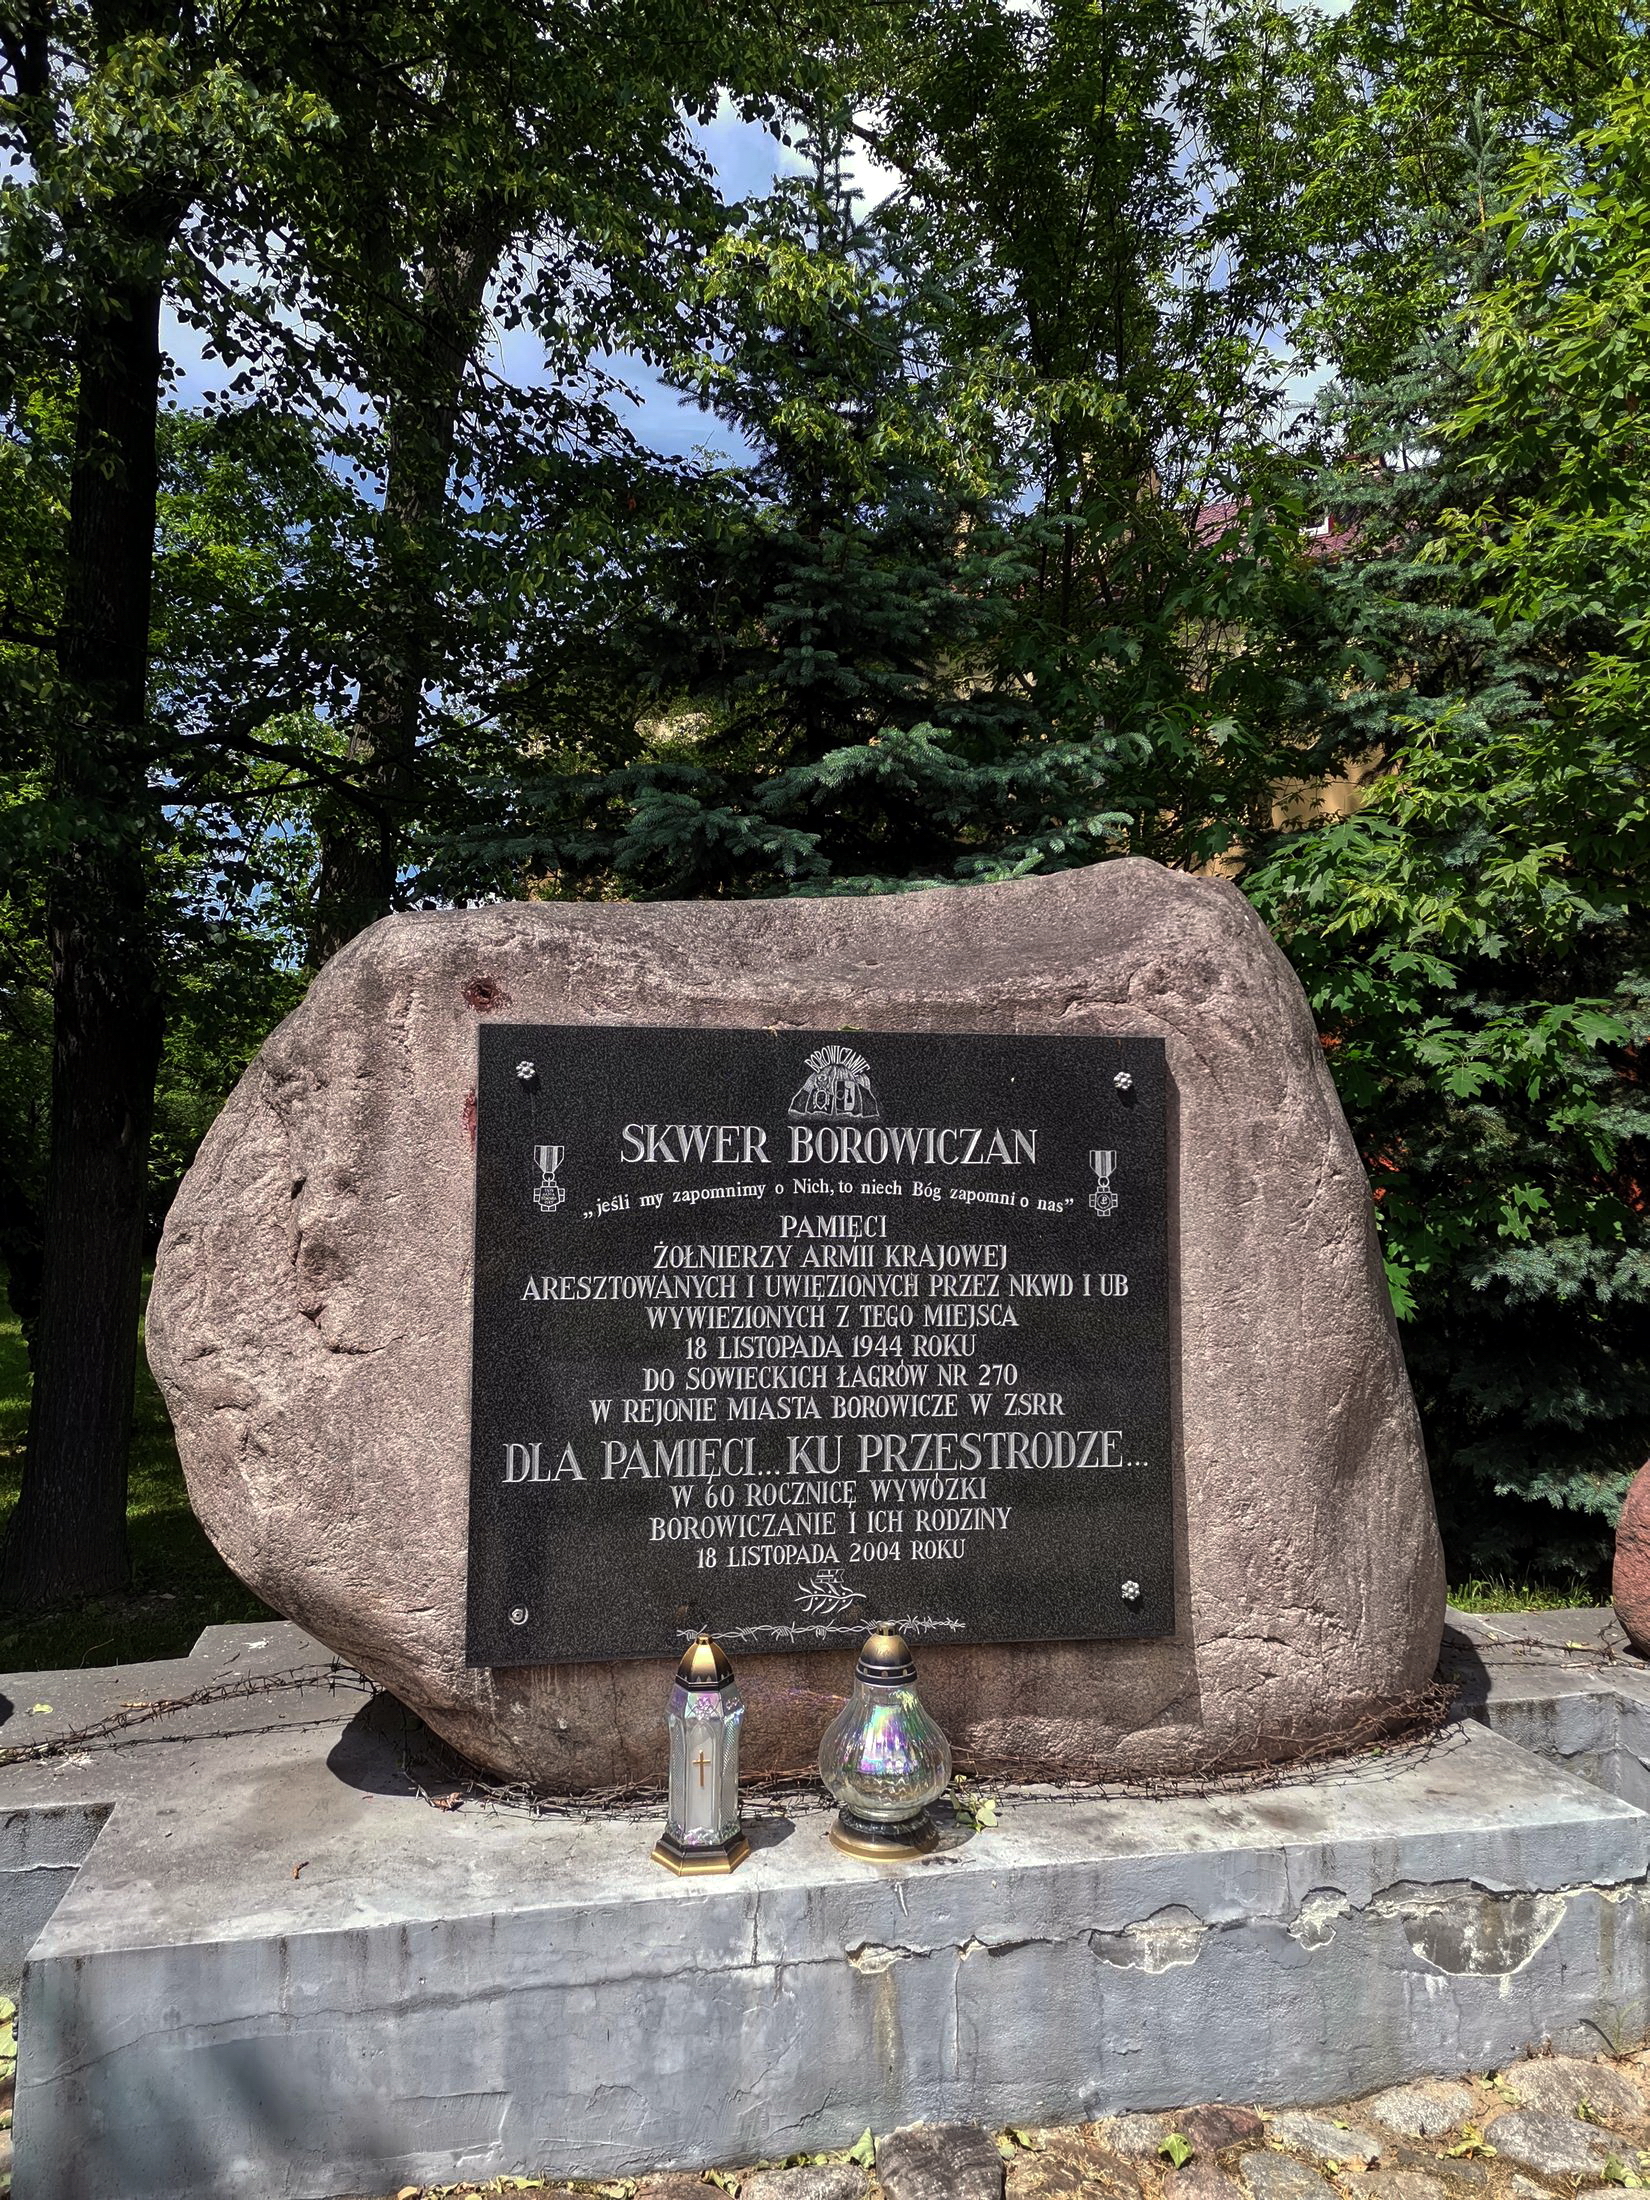 BOROWICZANIE
SKWER BOROWICZAN
„jeśli my zapomnimy o Nich, to niech Bóg zapomni o nas"
PAMIĘCI
ŻOŁNIERZY ARMII KRAJOWEJ
ARESZTOWANYCH I UWIĘZIONYCH PRZEZ NKWD I UB
WYWIEZIONYCH Z TEGO MIEJSCA
18 LISTOPADA 1944 ROKU
DO SOWIECKICH ŁAGRÓW NR 270
W REJONIE MIASTA BOROWICZE W ZSRR
DLA PAMIĘCI... KU PRZESTRODZE...
W 60 ROCZNICĘ WYWÓZKI
BOROWICZANIE I ICH RODZINY
18 LISTOPADA 2004 ROKU
AK